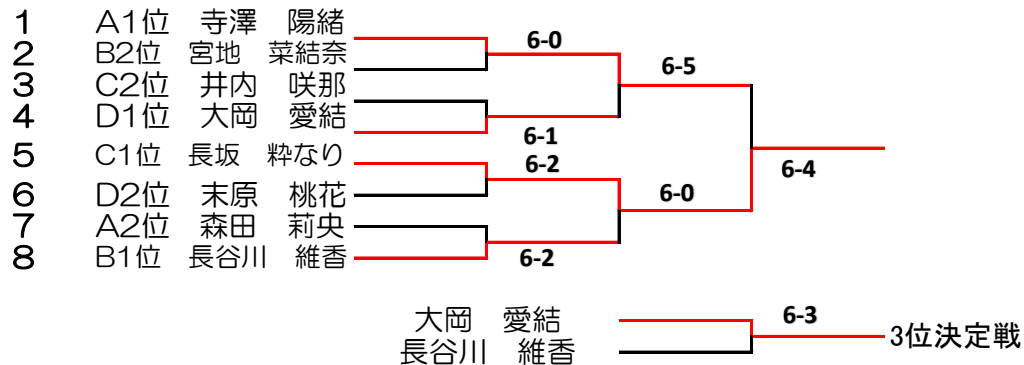 1 A1位 寺澤 陽緒
2 B2位 宮地 菜結奈
6-0
3 C2位 井内 咲那
6-5
4 D1位 大岡 愛結
6-1
5 C1位 長坂 粋なり
6-2
6-4
6 D2位 末原 桃花
6-0
7 A2位 森田 莉央
8 B1位 長谷川 維香
6-2
大岡 愛結
6-3
長谷川 維香
3位決定戦